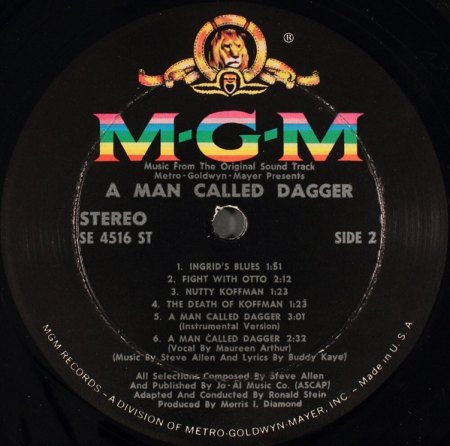 ®
M-G-M
Music From The Original Sound Track
Metro-Goldwyn-Mayer Presents
A MAN CALLED DAGGER
STEREO
SE 4516 ST
SIDE 2
1. INGRID'S BLUES 1:51
2. FIGHT WITH OTTO 2:12
3. NUTTY KOFFMAN 1:23
4. THE DEATH OF KOFFMAN 1:23
5. A MAN CALLED DAGGER 3:01
(Instrumental Version)
6. A MAN CALLED DAGGER 2:32
(Vocal By Maureen Arthur)
(Music By Steve Allen And Lyrics By Buddy Kaye)
All Selections Composed By Steve Allen
And Published By Jo-Al Music Co. (ASCAP)
Adapted And Conducted By Ronald Stein
Produced By Morris I. Diamond
MGM RECORDS - A DIVISION OF METRO-GOLDWYN-MAYER, INC. - Made in U.S.A.